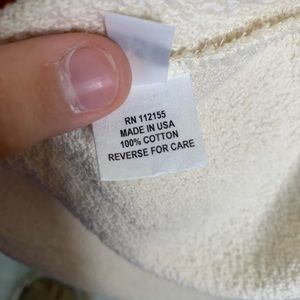 RN 112155
MADE IN USA
100% COTTON
REVERSE FOR CARE